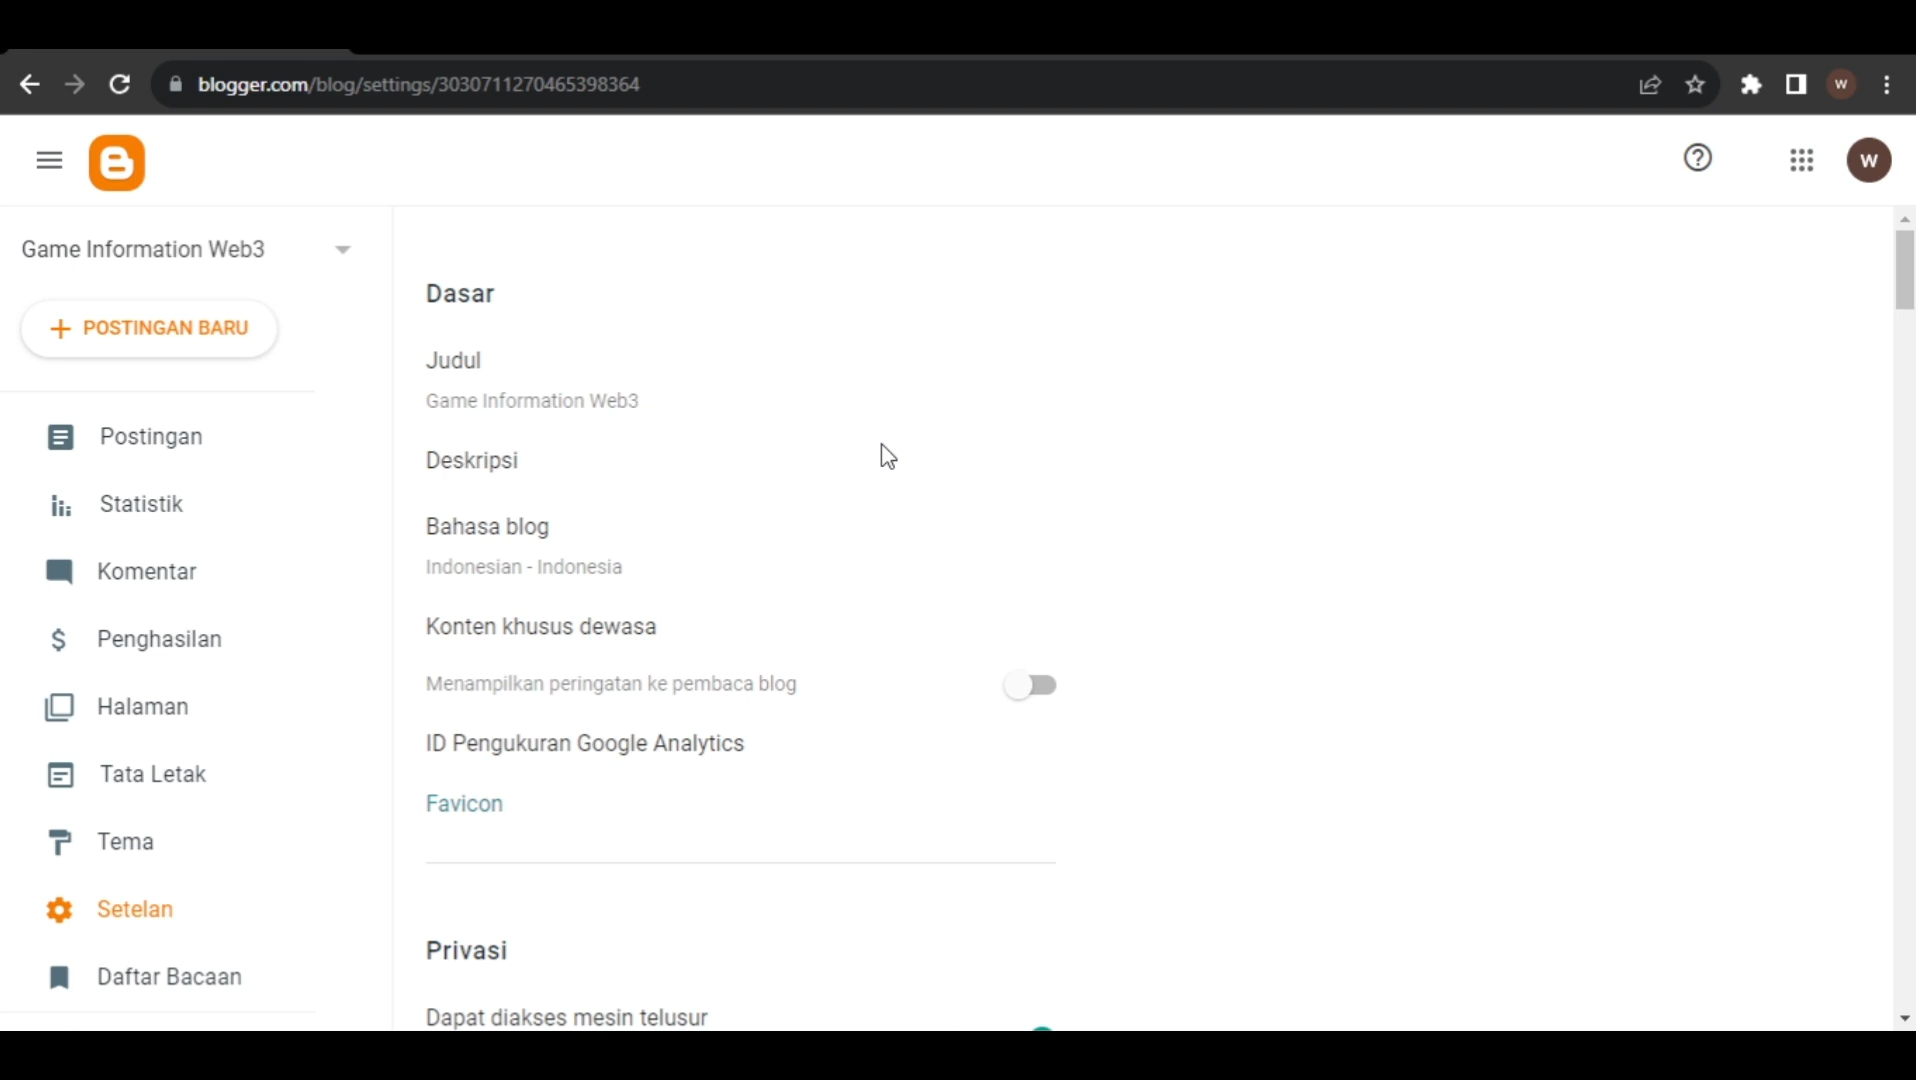 blogger.com/blog/settings/3030711270465398364
W
W
Game Information Web3
POSTINGAN BARU
Postingan
Statistik
Komentar
Penghasilan
Halaman
Tata Letak
Tema
Setelan
Daftar Bacaan
Dasar
Judul
Game Information Web3
Deskripsi
Bahasa blog
Indonesian - Indonesia
Konten khusus dewasa
Menampilkan peringatan ke pembaca blog
ID Pengukuran Google Analytics
Favicon
Privasi
Dapat diakses mesin telusur